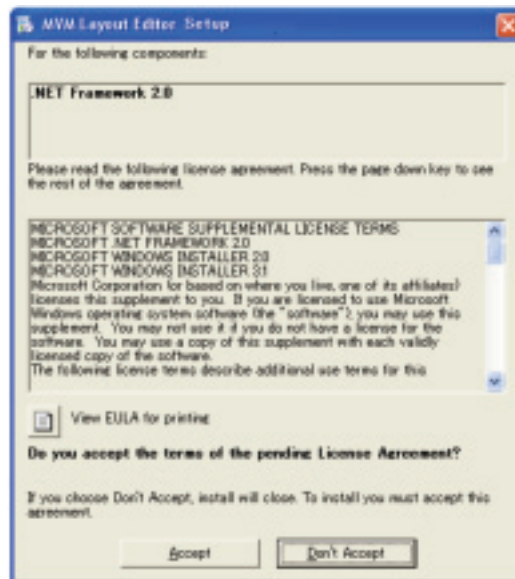 MVM Layout Editor Setup
For the following components:
.NET Framework 2.0
Please read the following license agreement. Press the page down key to see
the rest of the agreement.
MICROSOFT SOFTWARE SUPPLEMENTAL LICENSE TERMS
MICROSOFT .NET FRAMEWORK 2.0
MICROSOFT WINDOWS INSTALLER 2.0
MICROSOFT WINDOWS INSTALLER 3.1
Microsoft Corporation (or based on where you live, one of its affiliates)
licenses this supplement to you. If you are licensed to use Microsoft
Windows operating system software (the "software"), you may use this
supplement. You may not use it if you do not have a license for the
software. You may use a copy of this supplement with each validly
licensed copy of the software.
The following license terms describe additional use terms for this
View EULA for printing
Do you accept the terms of the pending License Agreement?
If you choose Don't Accept, install will close. To install you must accept this
agreement.
Accept
Don't Accept